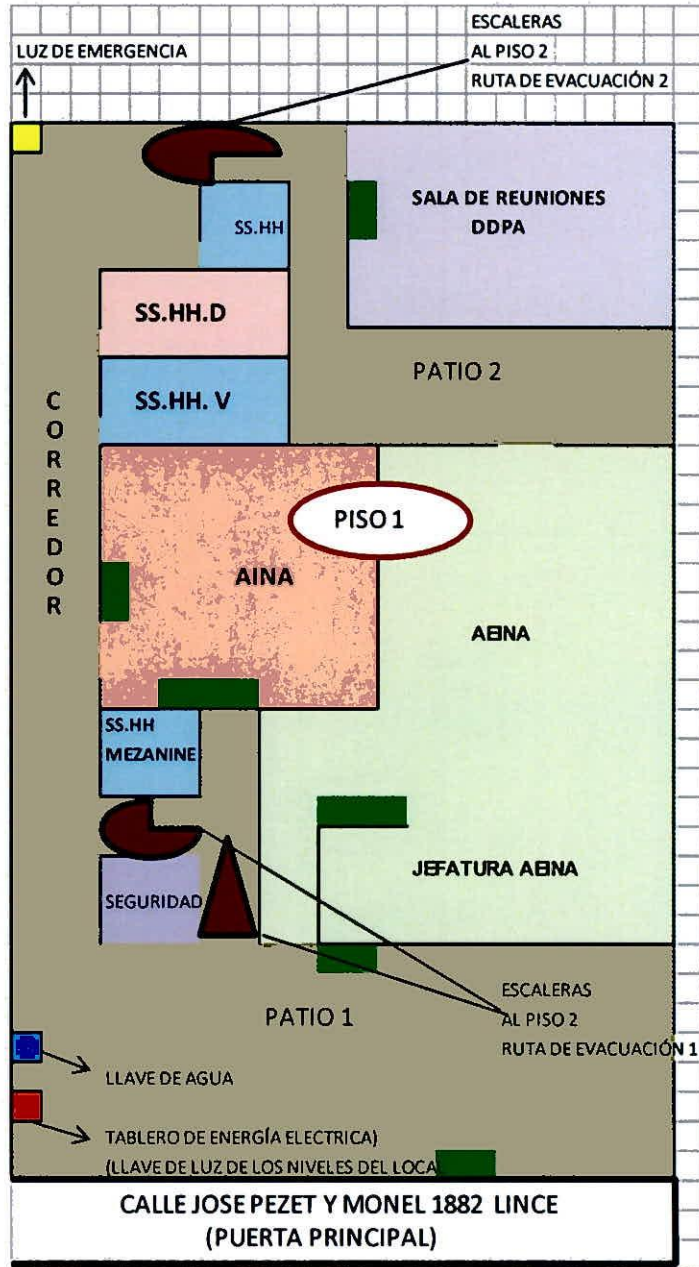 ESCALERAS
AL PISO 2
RUTA DE EVACUACIÓN 2
LUZ DE EMERGENCIA
SALA DE REUNIONES
DDPA
SS.HH
SS.HH.D
PATIO 2
SS.HH. V
CORREDOR
PISO 1
AINA
AEINA
SS.HH
MEZANINE
JEFATURA AEINA
SEGURIDAD
ESCALERAS
AL PISO 2
RUTA DE EVACUACIÓN 1
PATIO 1
LLAVE DE AGUA
TABLERO DE ENERGÍA ELECTRICA)
(LLAVE DE LUZ DE LOS NIVELES DEL LOCA
CALLE JOSE PEZET Y MONEL 1882 LINCE
(PUERTA PRINCIPAL)